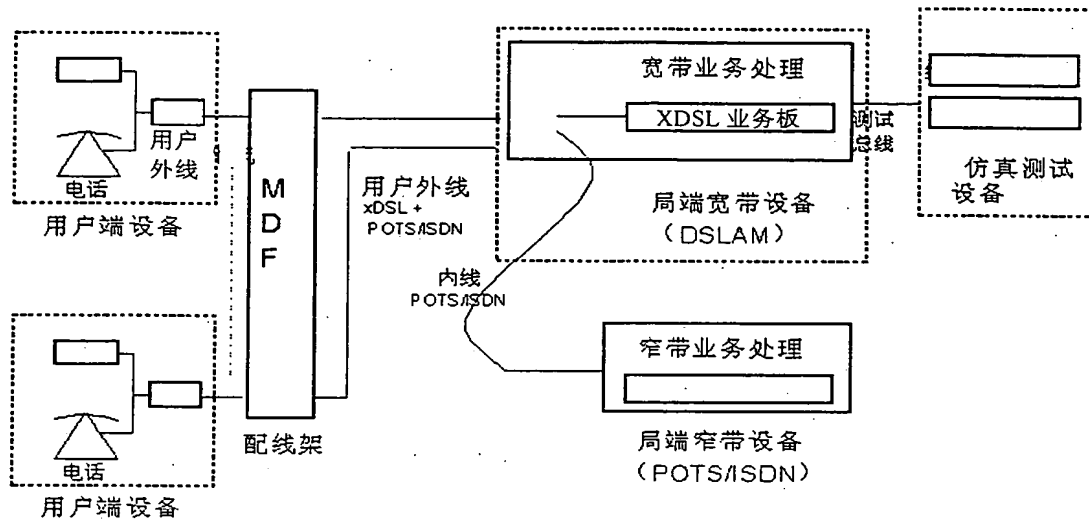 用户
外线
电话
用户端设备
电话
用户端设备
M
D
F
配线架
用户外线
xDSL +
POTS/ISDN
内线
POTS/ISDN
宽带业务处理
XDSL 业务板
局端宽带设备
(DSLAM)
测试
总线
仿真测试
设备
窄带业务处理
局端窄带设备
(POTS/ISDN)